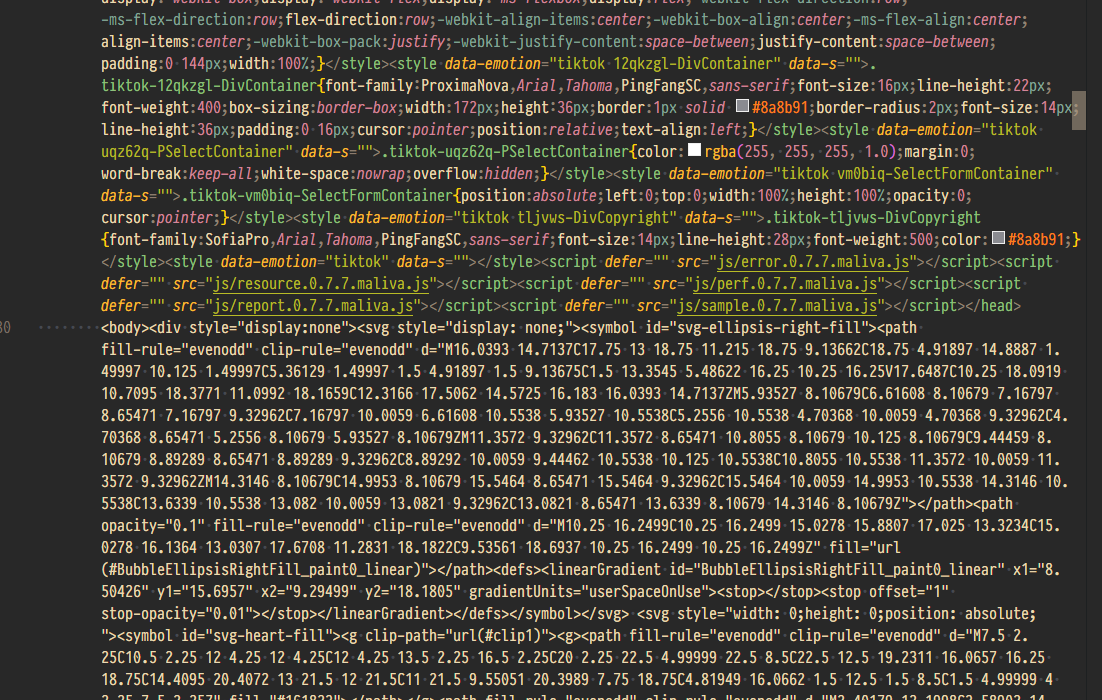 -ms-flex-direction:row;flex-direction:row;-webkit-align-items:center;-webkit-box-align:center;-ms-flex-align:center;
align-items:center;-webkit-box-pack:justify;-webkit-justify-content:space-between;justify-content:space-between;
padding:0 144px;width:100%;}</style><style data-emotion="tiktok 12qkzgl-DivContainer" data-s="">.
tiktok-12qkzgl-DivContainer{font-family:ProximaNova,Arial,Tahoma,PingFangSC,sans-serif;font-size:16px;line-height:22px;
font-weight:400;box-sizing:border-box;width:172px;height:36px;border:1px solid #8a8b91;border-radius:2px;font-size:14px;
line-height:36px;padding:0 16px;cursor:pointer;position:relative;text-align:left;}</style><style data-emotion="tiktok
uqz62q-PSelectContainer" data-s="">.tiktok-uqz62q-PSelectContainer{color:rgba(255, 255, 255, 1.0);margin:0;
word-break:keep-all;white-space:nowrap;overflow:hidden;}</style><style data-emotion="tiktok vm0biq-SelectFormContainer"
data-s="">.tiktok-vm0biq-SelectFormContainer{position:absolute;left:0;top:0;width:100%;height:100%;opacity:0;
cursor:pointer;}</style><style data-emotion="tiktok tljvws-DivCopyright" data-s="">.tiktok-tljvws-DivCopyright
{font-family:SofiaPro,Arial,Tahoma,PingFangSC,sans-serif;font-size:14px;line-height:28px;font-weight:500;color:#8a8b91;}
</style><style data-emotion="tiktok" data-s=""></style><script defer="" src="js/error.0.7.7.maliva.js"></script><script
defer="" src="js/resource.0.7.7.maliva.js"></script><script defer="" src="js/perf.0.7.7.maliva.js"></script><script
defer="" src="js/report.0.7.7.maliva.js"></script><script defer="" src="js/sample.0.7.7.maliva.js"></script></head>
<body><div style="display:none"><svg style="display: none;"><symbol id="svg-ellipsis-right-fill"><path
fill-rule="evenodd" clip-rule="evenodd" d="M16.0393 14.7137C17.75 13 18.75 11.215 18.75 9.13662C18.75 4.91897 14.8887 1.
49997 10.125 1.49997C5.36129 1.49997 1.5 4.91897 1.5 9.13675C1.5 13.3545 5.48622 16.25 10.25 16.25V17.6487C10.25 18.0919
10.7095 18.3771 11.0992 18.1659C12.3166 17.5062 14.5725 16.183 16.0393 14.7137ZM5.93527 8.10679C6.61608 8.10679 7.16797
8.65471 7.16797 9.32962C7.16797 10.0059 6.61608 10.5538 5.93527 10.5538C5.2556 10.5538 4.70368 10.0059 4.70368 9.32962C4.
70368 8.65471 5.2556 8.10679 5.93527 8.10679ZM11.3572 9.32962C11.3572 8.65471 10.8055 8.10679 10.125 8.10679C9.44459 8.
10679 8.89289 8.65471 8.89289 9.32962C8.89292 10.0059 9.44462 10.5538 10.125 10.5538C10.8055 10.5538 11.3572 10.0059 11.
3572 9.32962ZM14.3146 8.10679C14.9953 8.10679 15.5464 8.65471 15.5464 9.32962C15.5464 10.0059 14.9953 10.5538 14.3146 10.
5538C13.6339 10.5538 13.082 10.0059 13.0821 9.32962C13.0821 8.65471 13.6339 8.10679 14.3146 8.10679Z"></path><path
opacity="0.1" fill-rule="evenodd" clip-rule="evenodd" d="M10.25 16.2499C10.25 16.2499 15.0278 15.8807 17.025 13.3234C15.
0278 16.1364 13.0307 17.6708 11.2831 18.1822C9.53561 18.6937 10.25 16.2499 10.25 16.2499Z" fill="url
(#BubbleEllipsisRightFill_paint0_linear)"></path><defs><linearGradient id="BubbleEllipsisRightFill_paint0_linear" x1="8.
50426" y1="15.6957" x2="9.29499" y2="18.1805" gradientUnits="userSpaceOnUse"><stop></stop><stop offset="1"
stop-opacity="0.01"></stop></linearGradient></defs></symbol></svg> <svg style="width: 0;height: 0;position: absolute;
"><symbol id="svg-heart-fill"><g clip-path="url(#clip1)"><g><path fill-rule="evenodd" clip-rule="evenodd" d="M7.5 2.
25C10.5 2.25 12 4.25 12 4.25C12 4.25 13.5 2.25 16.5 2.25C20 2.25 22.5 4.99999 22.5 8.5C22.5 12.5 19.2311 16.0657 16.25
18.75C14.4095 20.4072 13 21.5 12 21.5C11 21.5 9.55051 20.3989 7.75 18.75C4.81949 16.0662 1.5 12.5 1.5 8.5C1.5 4.99999 4